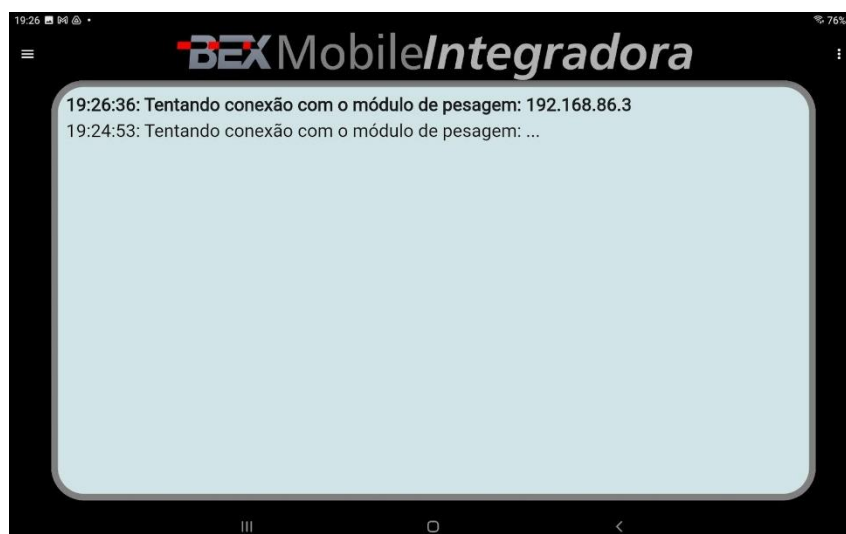 19:26
76%
BEX MobileIntegradora
19:26:36: Tentando conexão com o módulo de pesagem: 192.168.86.3
19:24:53: Tentando conexão com o módulo de pesagem: ...